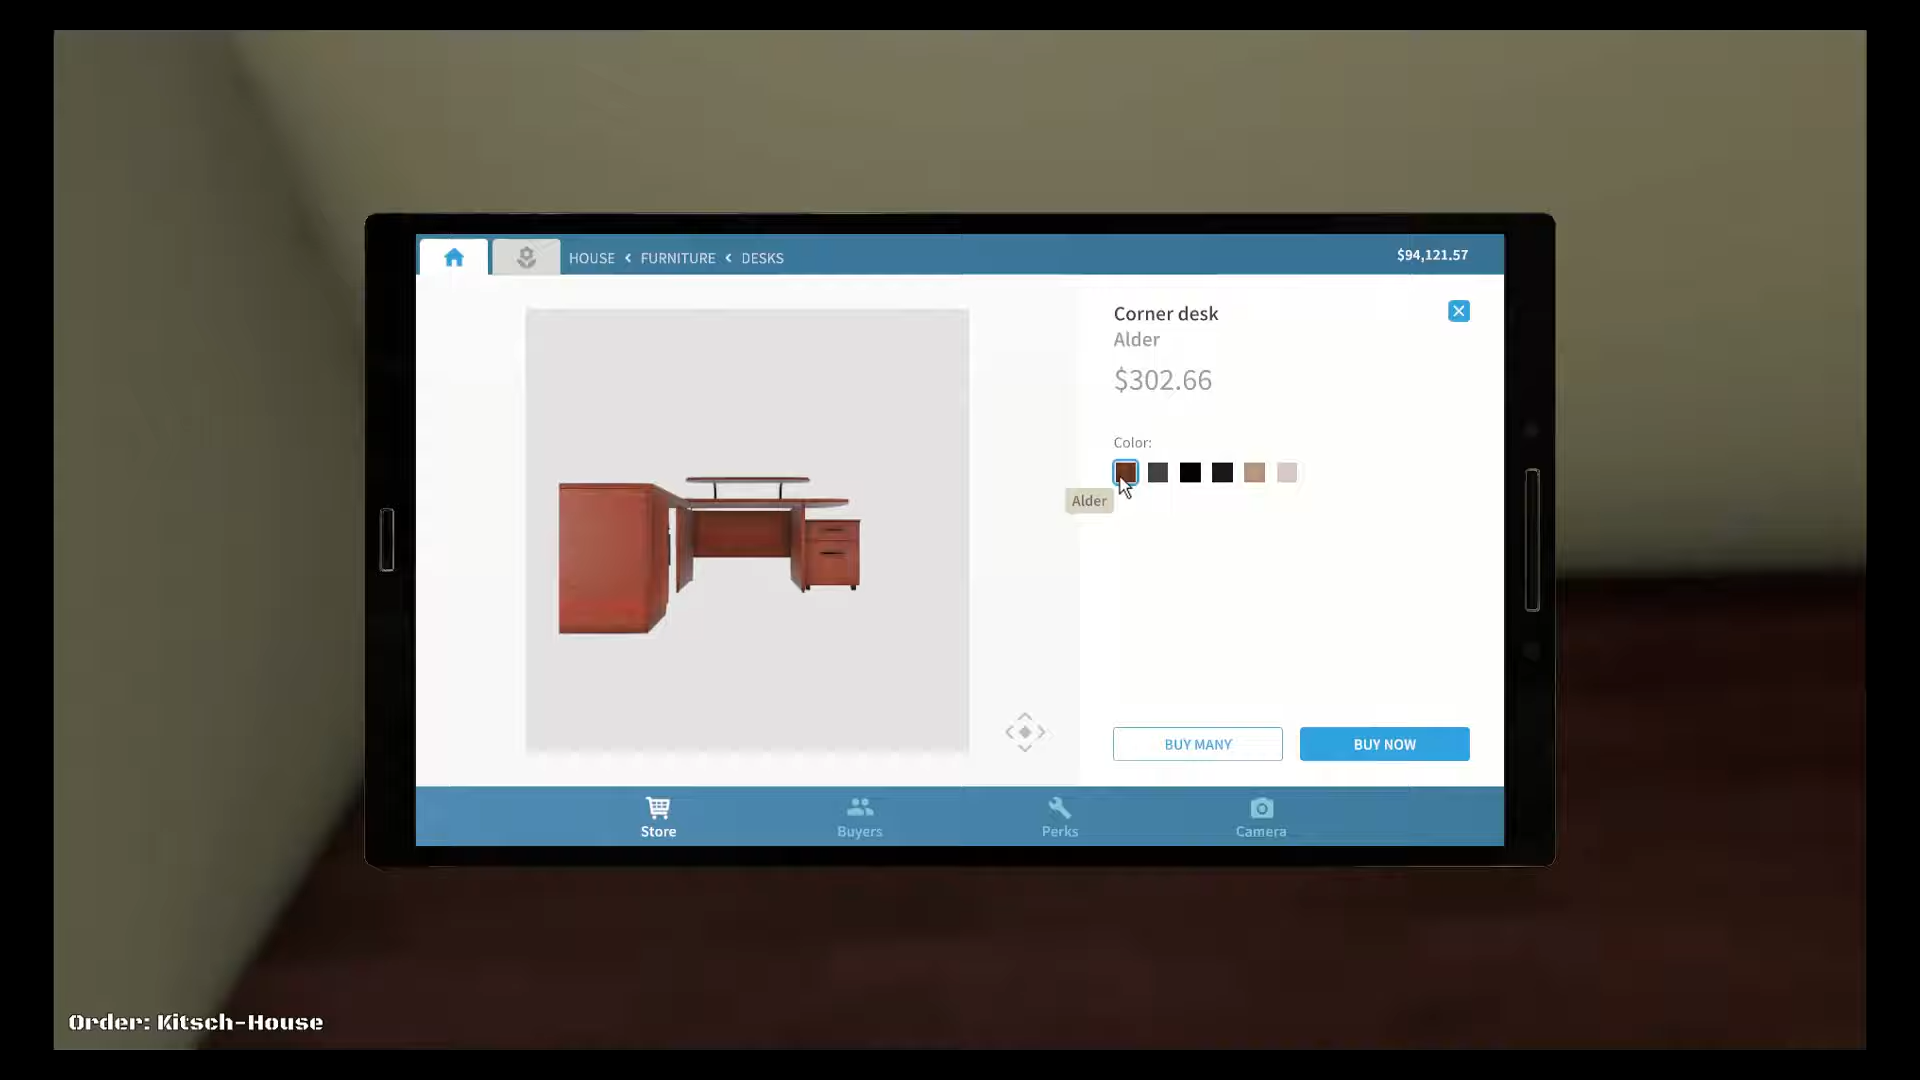 HOUSE < FURNITURE < DESKS
$94,121.57
Corner desk
Alder
$302.66
Color:
Alder
BUY MANY
BUY NOW
Store
Buyers
Perks
Camera
Order: Kitsch-House